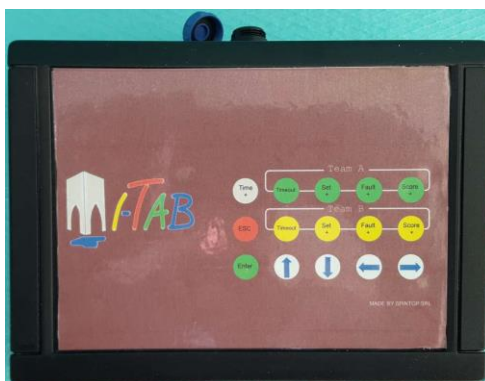 I-TAB
Team A
Time +
Timeout
Set +
Fault +
Score +
Team B
ESC
Timeout
Set +
Fault +
Score +
Enter
MADE BY SPINTOP SRL